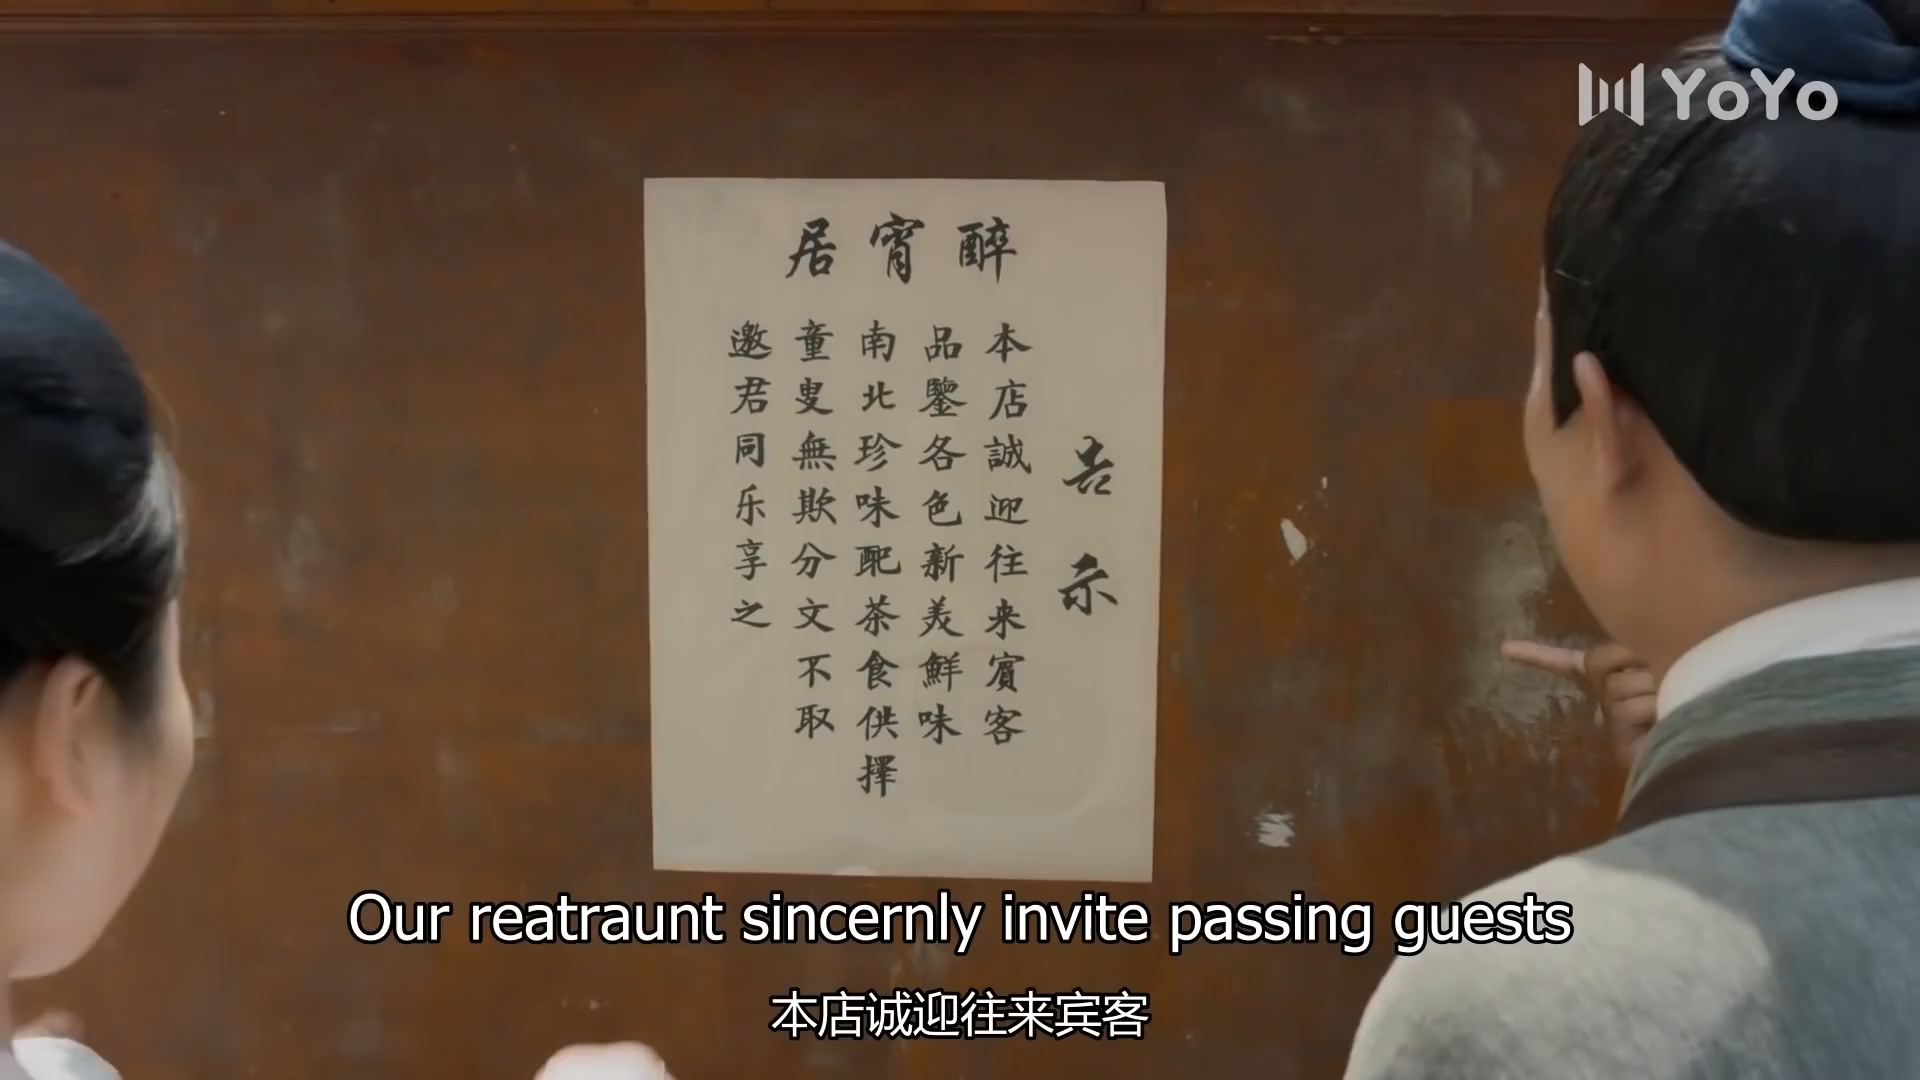 YoYo
醉宵居
告示
本店誠迎往来賓客
品鑒各色新美鮮味
南北珍味配茶食供擇
童叟無欺分文不取
邀君同乐享之
Our reatraunt sincernly invite passing guests
本店诚迎往来宾客